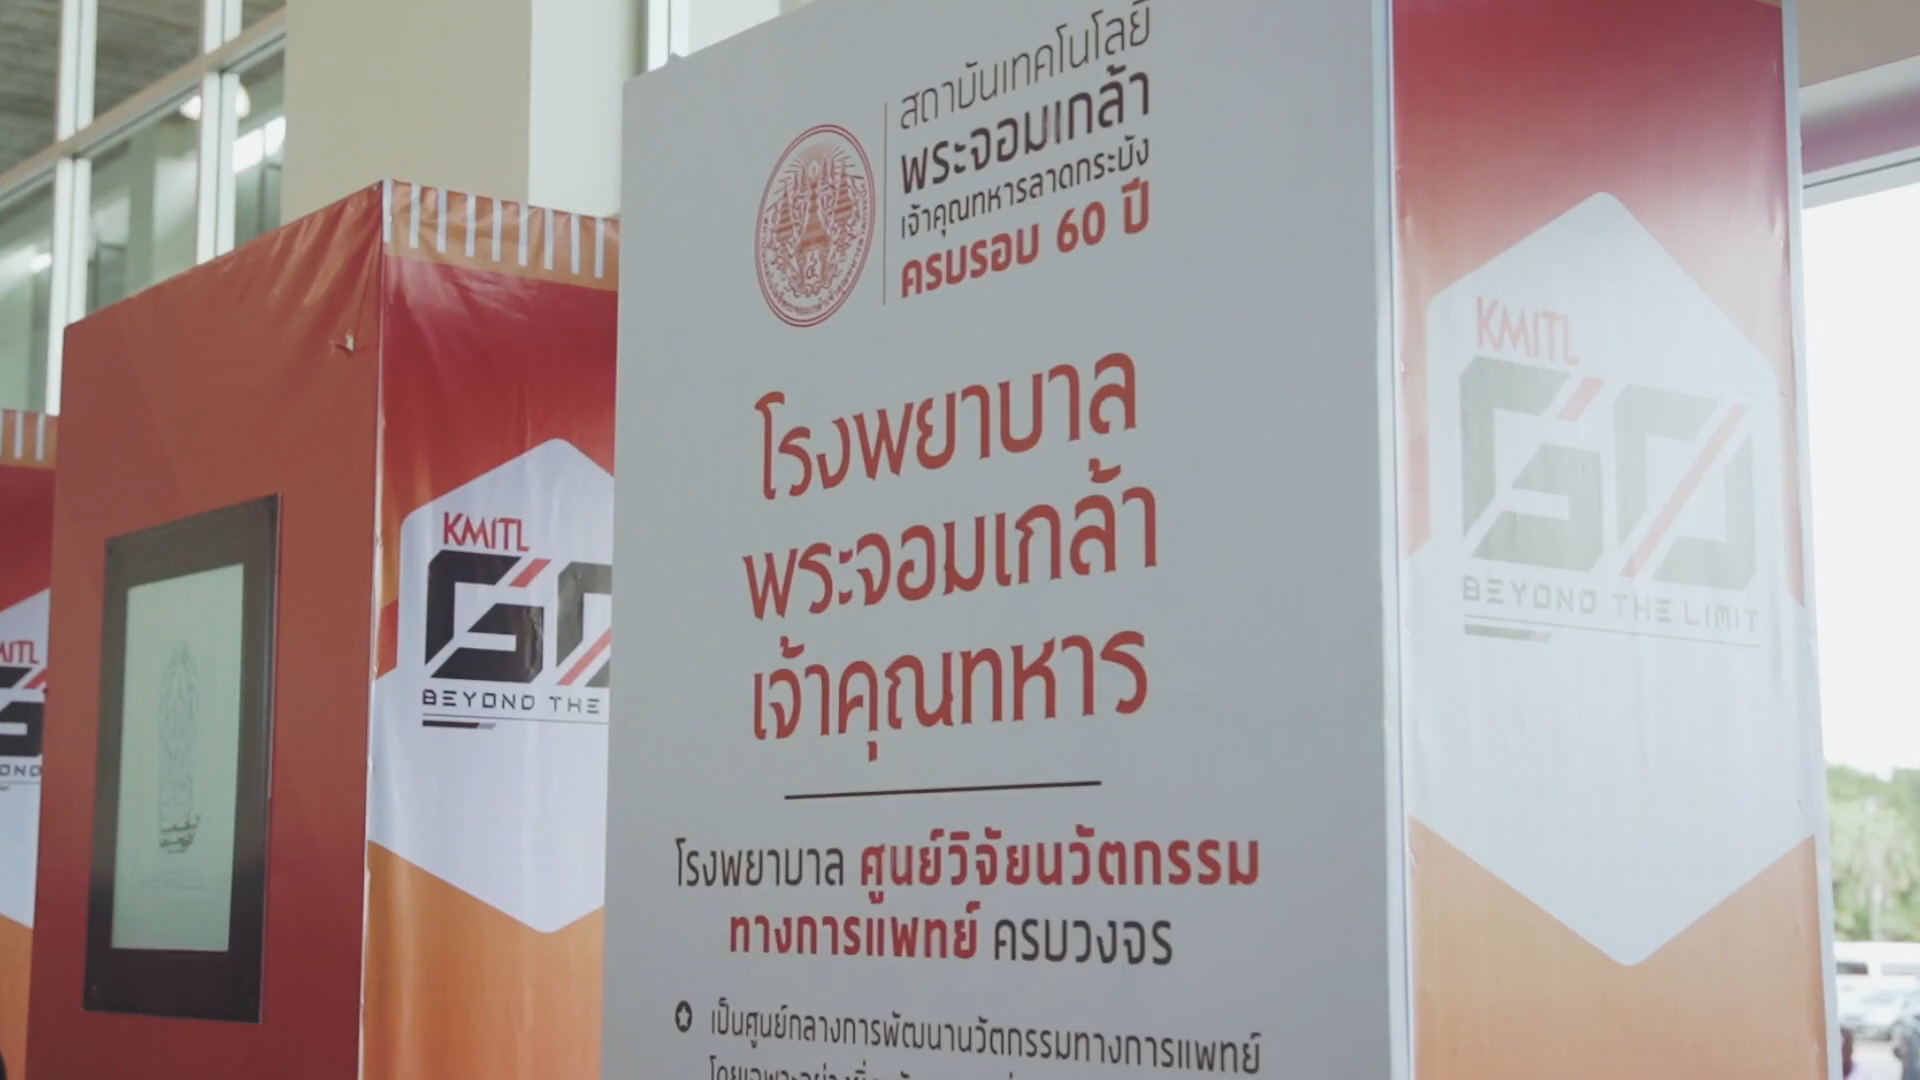 สถาบันเทคโนโลยี
พระจอมเกล้า
เจ้าคุณทหารลาดกระบัง
ครบรอบ 60 ปี
โรงพยาบาล
พระจอมเกล้า
เจ้าคุณทหาร
โรงพยาบาล ศูนย์วิจัยนวัตกรรม
ทางการแพทย์ ครบวงจร
เป็นศูนย์กลางการพัฒนานวัตกรรมทางการแพทย์
KMITL
60
BEYOND THE LIMIT
KMITL
60
BEYOND THE